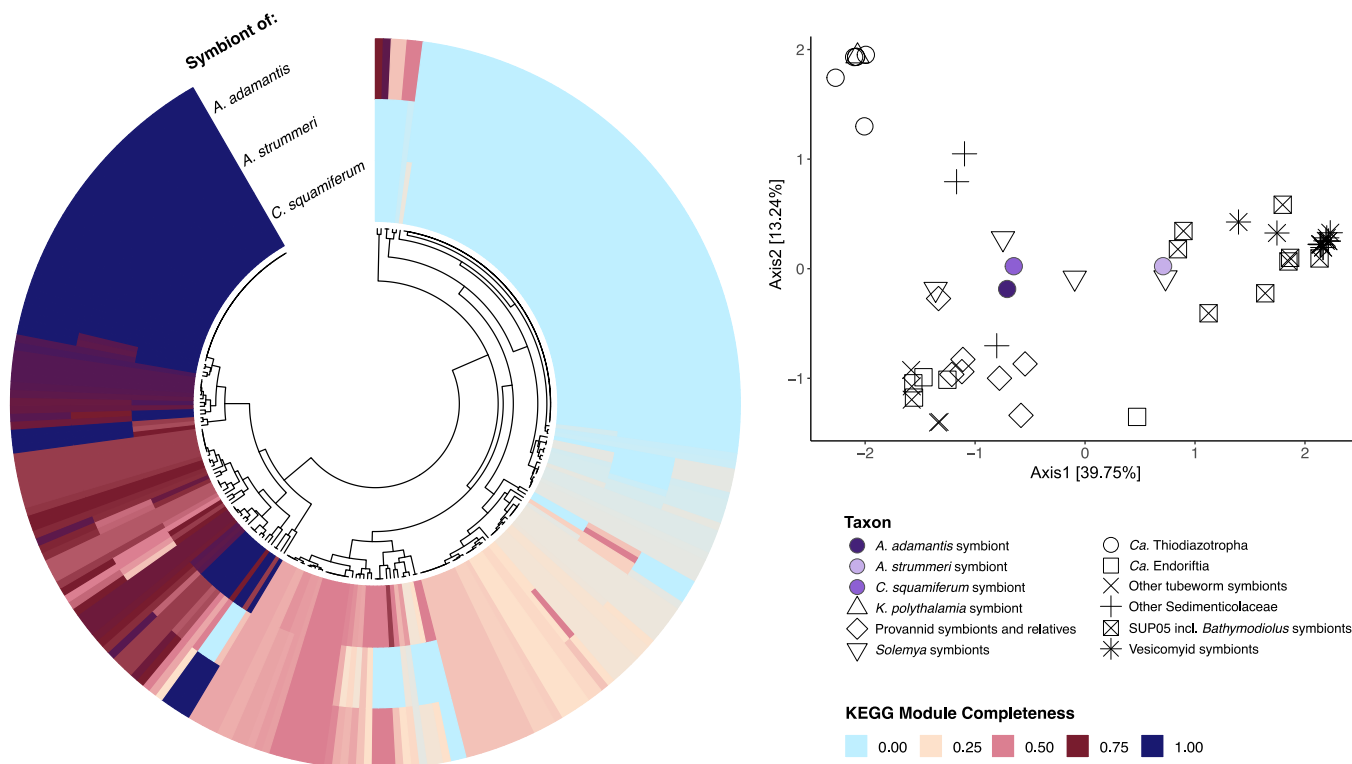 Symbiont of:
A. adamantis
A. strummeri
C. squamiferum
2
1
0
−1
Axis2 [13.24%]
−2
−1
0
1
2
Axis1 [39.75%]
Taxon
A. adamantis symbiont
A. strummeri symbiont
C. squamiferum symbiont
K. polythalamia symbiont
Provannid symbionts and relatives
Solemya symbionts
Ca. Thiodiazotropha
Ca. Endoriftia
Other tubeworm symbionts
Other Sedimenticolaceae
SUP05 incl. Bathymodiolus symbionts
Vesicomyid symbionts
KEGG Module Completeness
0.00 0.25 0.50 0.75 1.00